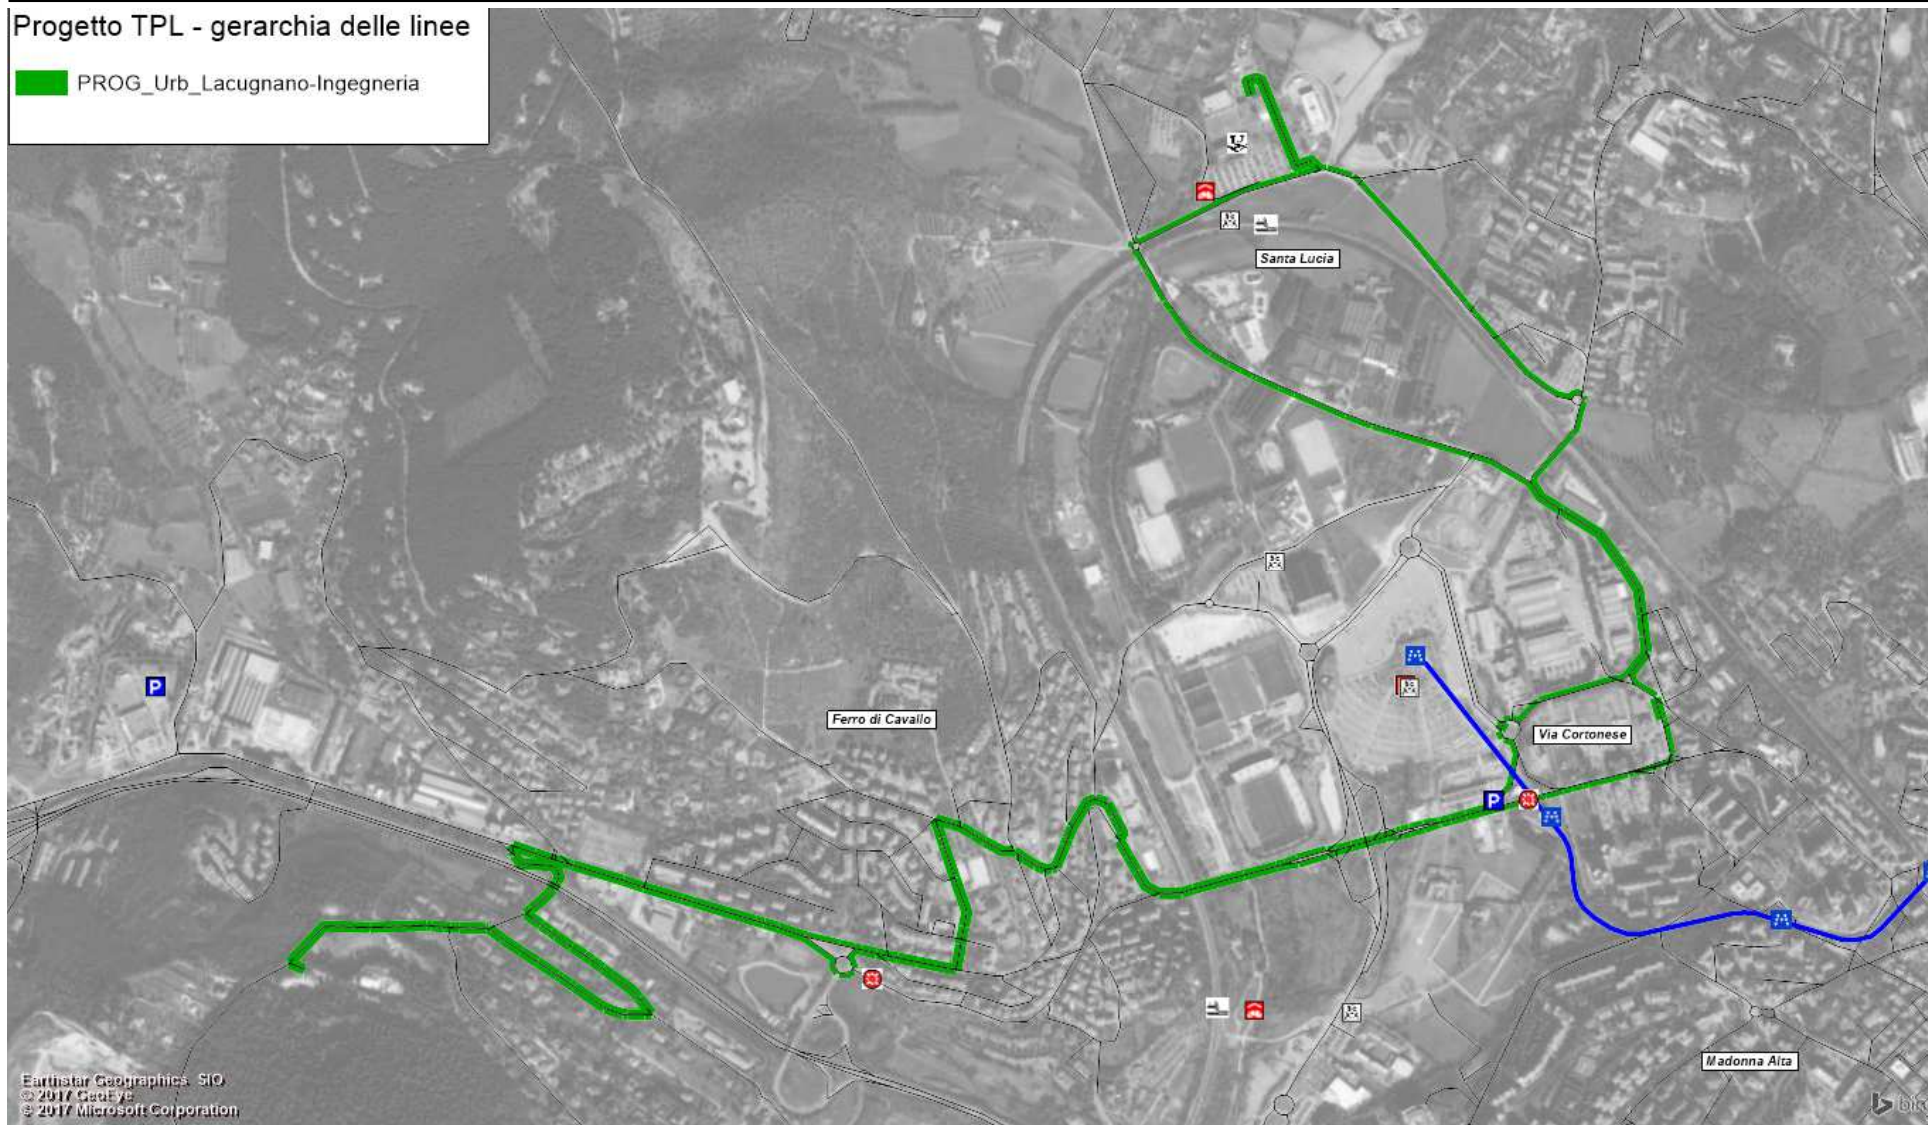 Progetto TPL - gerarchia delle linee
PROG_Urb_Lacugnano-Ingegneria
Santa Lucia
Ferro di Cavallo
Via Cortonese
P
P
Madonna Alta
Earthstar Geographics SIO
© 2017 GeoEye
© 2017 Microsoft Corporation